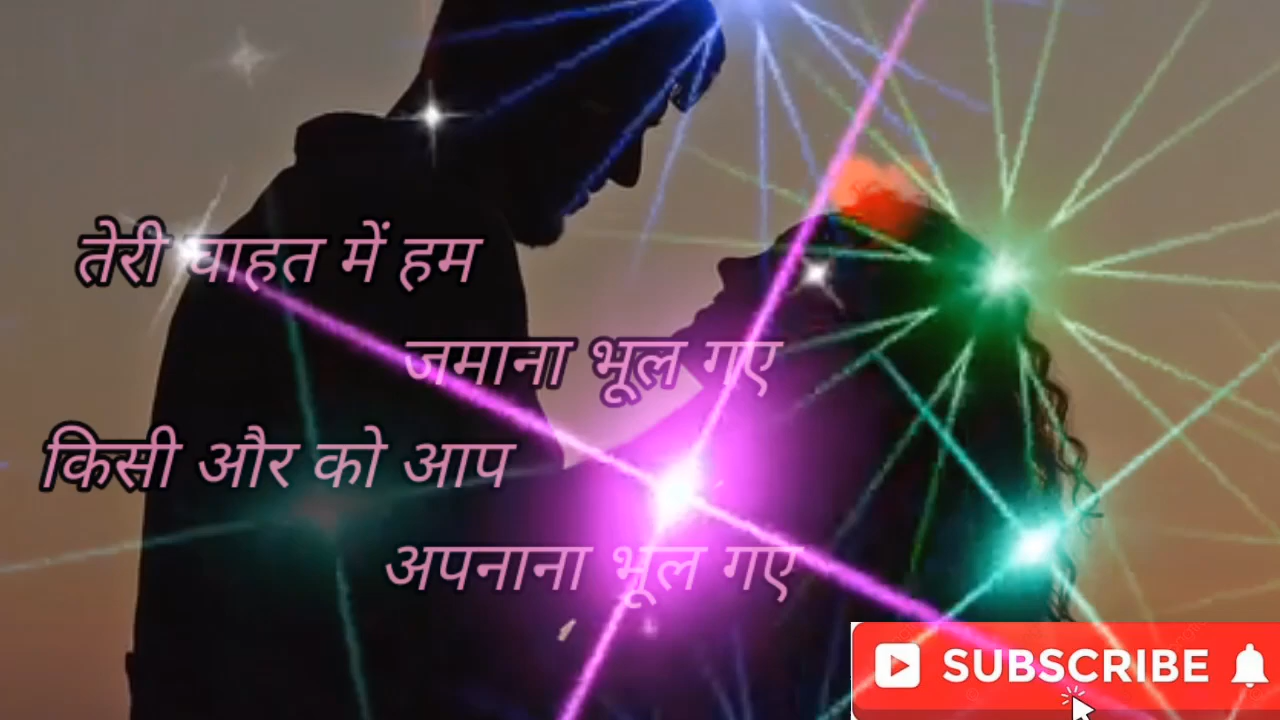 तेरी चाहत में हम
जमाना भूल गए
किसी और को आप
अपनाना भूल गए
SUBSCRIBE